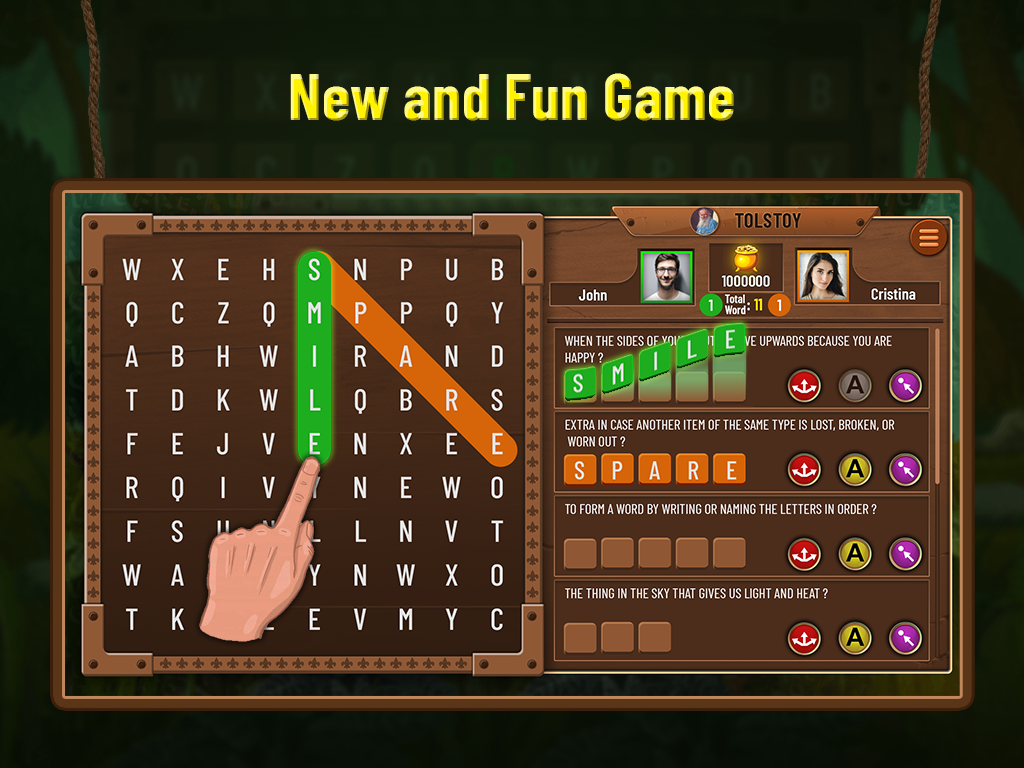 New and Fun Game
TOLSTOY
1000000
John
Cristina
1 Total Word: 11 1
W X E H S N P U B
Q C Z Q M P P Q Y
A B H W I R A N D
T D K W L Q B R S
F E J V E N X E E
R Q I V Y N E W O
F S L N V T
W A Y N W X O
T K E V M Y C
WHEN THE SIDES OF UPWARDS BECAUSE YOU ARE
HAPPY ?
S M I L E
EXTRA IN CASE ANOTHER ITEM OF THE SAME TYPE IS LOST, BROKEN, OR
WORN OUT ?
S P A R E
TO FORM A WORD BY WRITING OR NAMING THE LETTERS IN ORDER ?
THE THING IN THE SKY THAT GIVES US LIGHT AND HEAT ?
A
A
A
A